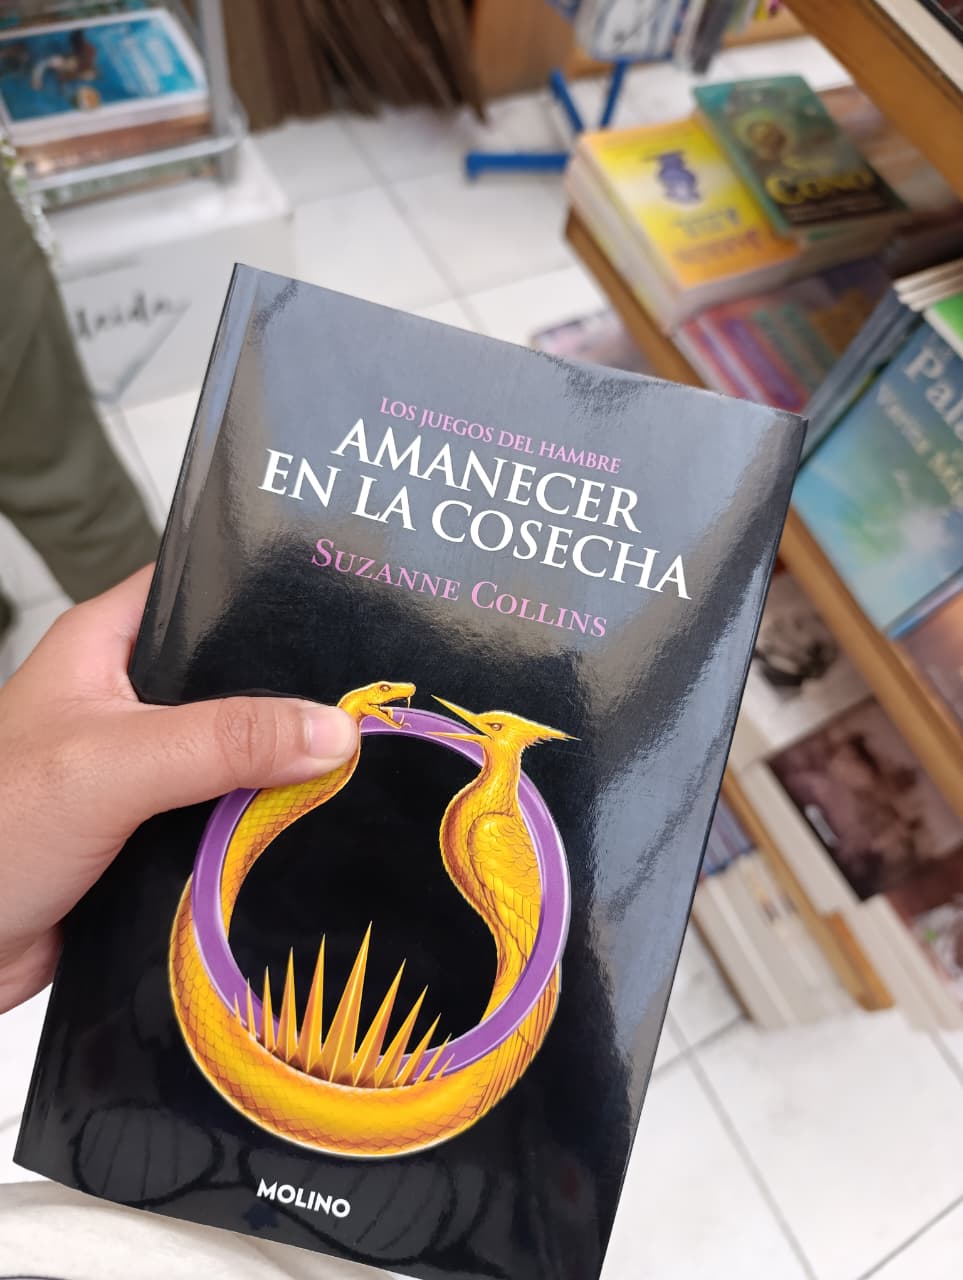 LOS JUEGOS DEL HAMBRE
AMANECER
EN LA COSECHA
SUZANNE COLLINS
MOLINO